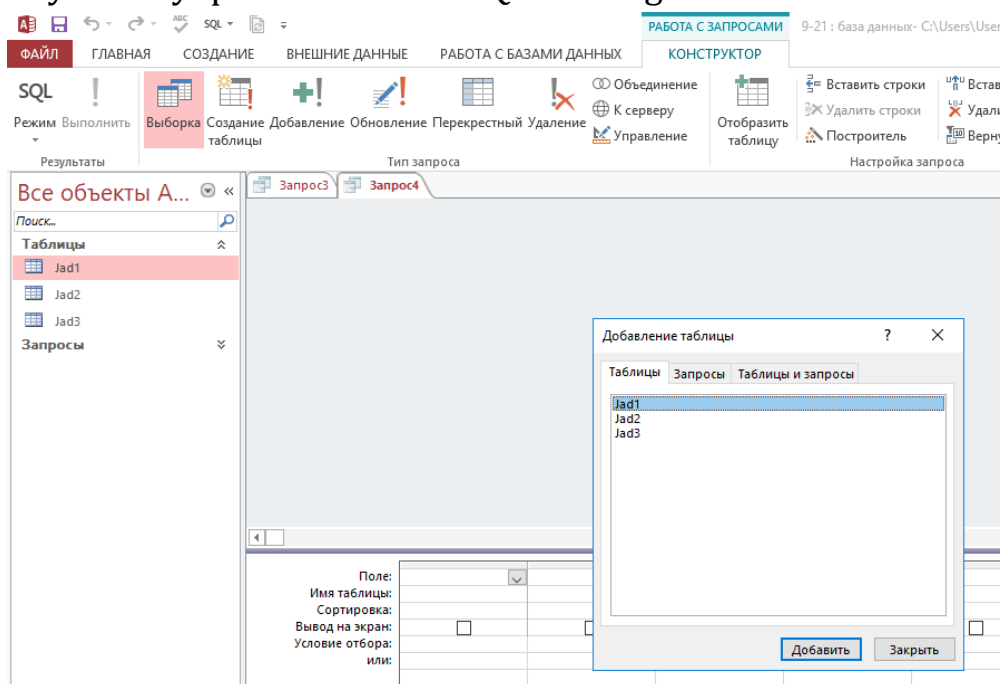 SQL
РАБОТА С ЗАПРОСАМИ
9-21 : база данных- C:\Users\User
ФАЙЛ ГЛАВНАЯ СОЗДАНИЕ ВНЕШНИЕ ДАННЫЕ РАБОТА С БАЗАМИ ДАННЫХ КОНСТРУКТОР
SQL
Режим Выполнить
Выборка Создание Добавление Обновление Перекрестный Удаление
таблицы
Объединение
К серверу
Управление
Отобразить
таблицу
Вставить строки
Удалить строки
Построитель
Результаты
Тип запроса
Настройка запроса
Все объекты A...
Поиск...
Таблицы
Jad1
Jad2
Jad3
Запросы
Запрос3 Запрос4
Добавление таблицы
Таблицы Запросы Таблицы и запросы
Jad1
Jad2
Jad3
Добавить Закрыть
Поле:
Имя таблицы:
Сортировка:
Вывод на экран:
Условие отбора:
или: